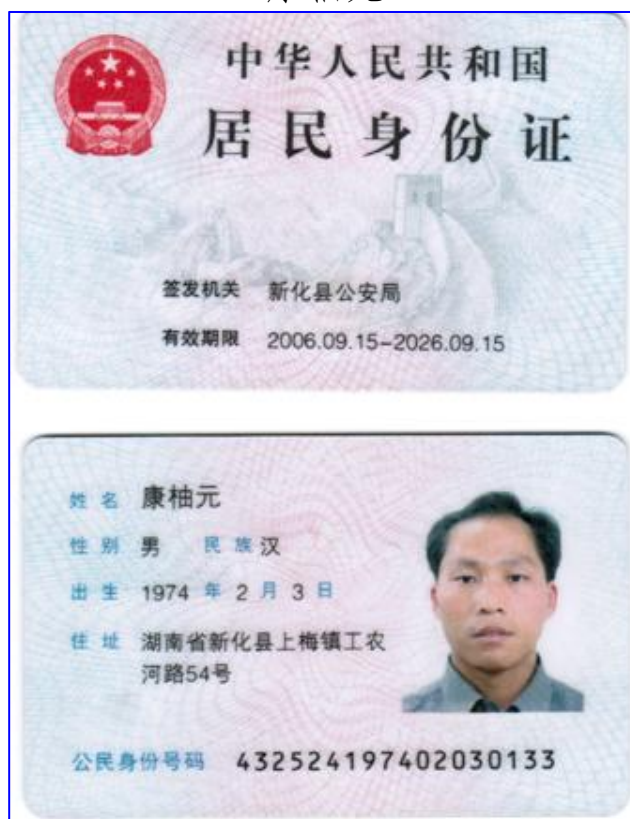 中华人民共和国
居民身份证
签发机关 新化县公安局
有效期限 2006.09.15-2026.09.15
姓名 康柚元
性别 男 民族 汉
出生 1974 年 2 月 3 日
住址 湖南省新化县上梅镇工农
河路54号
公民身份号码 432524197402030133